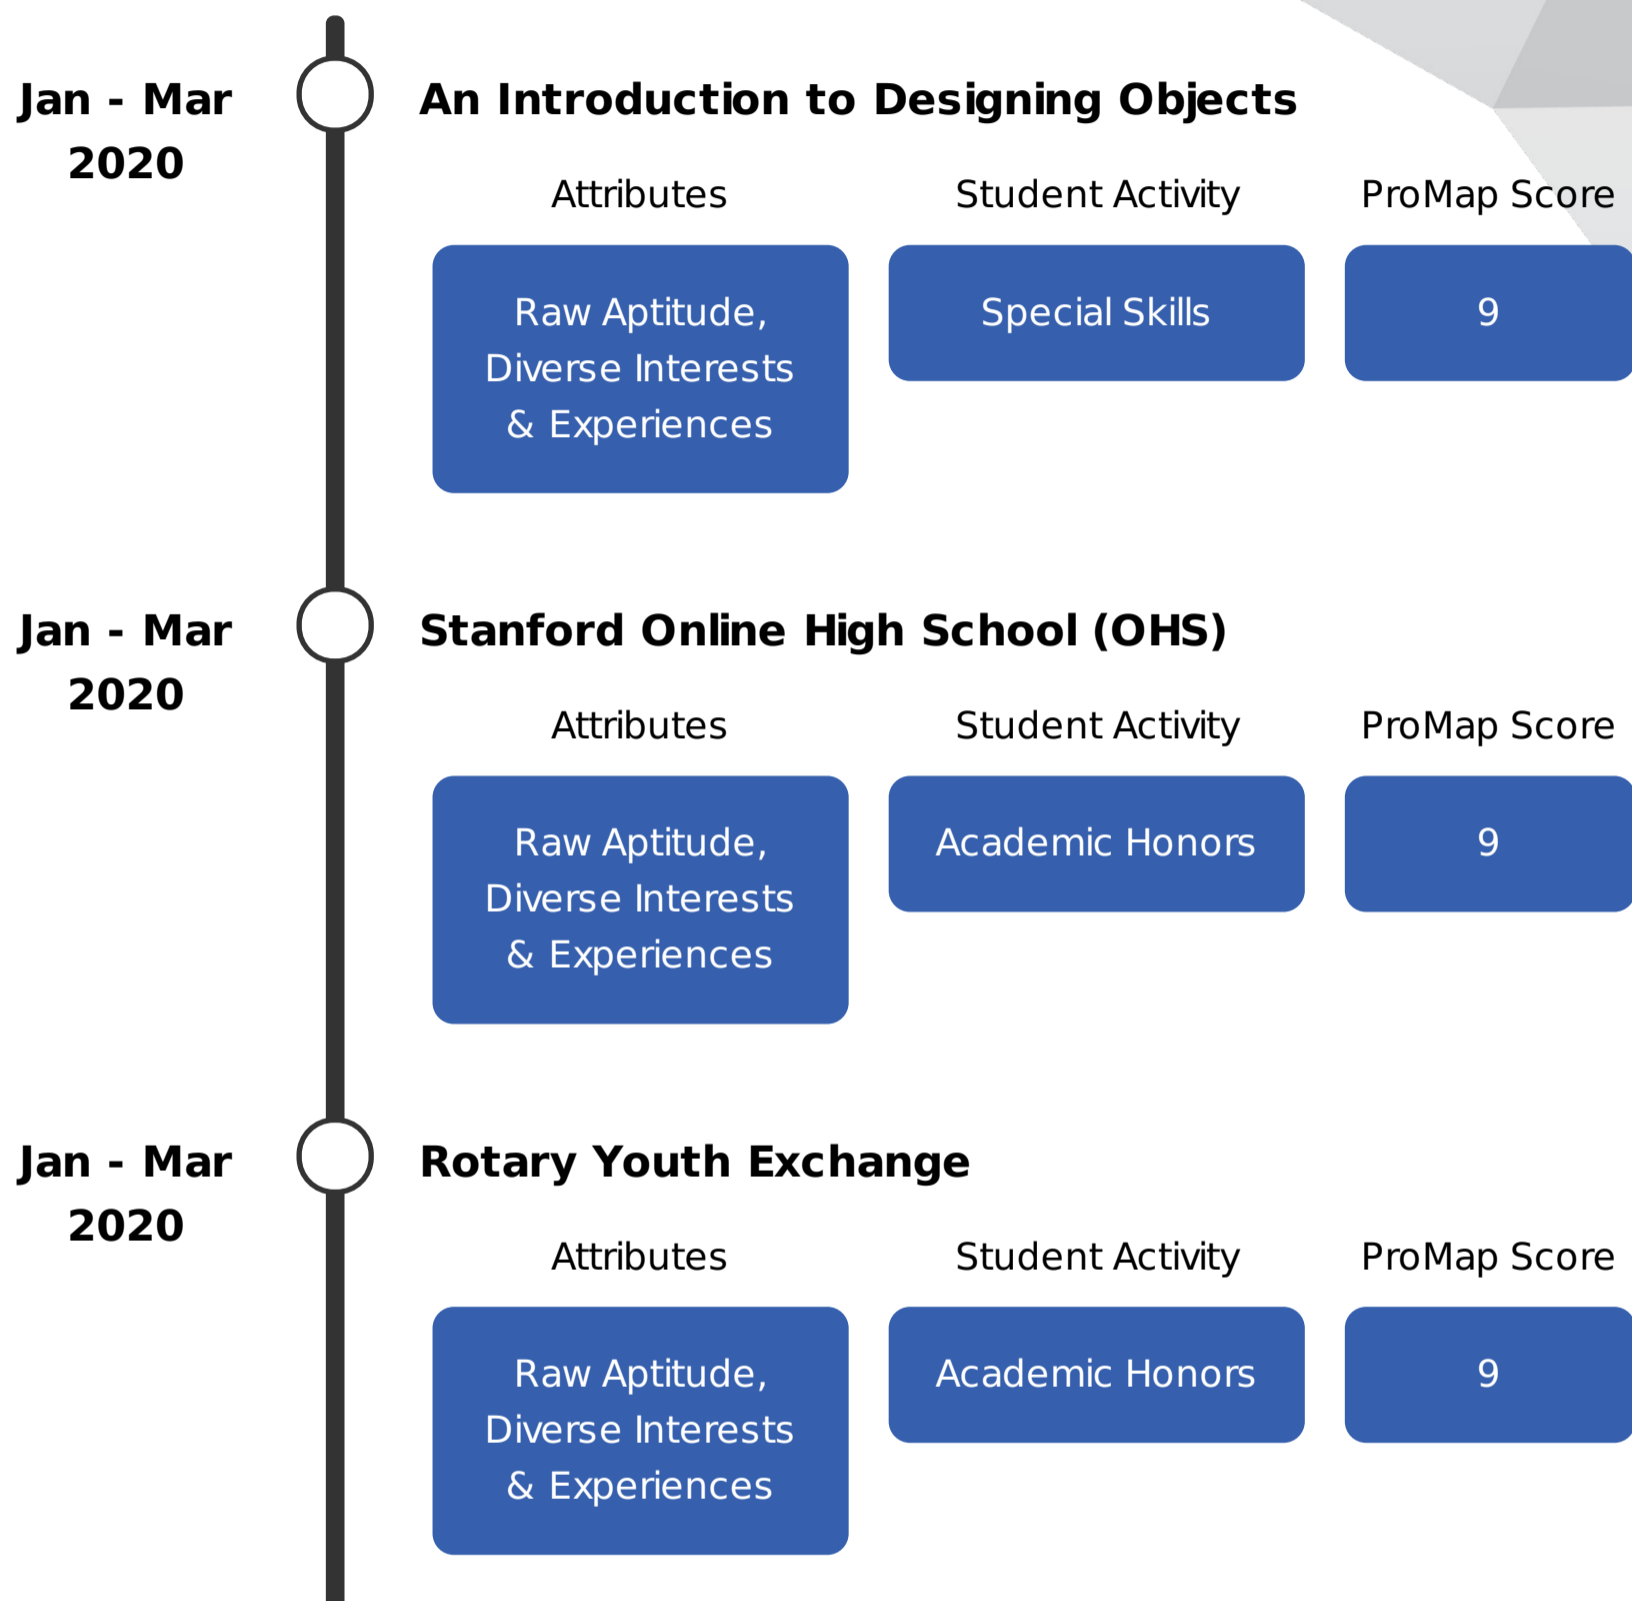 Jan - Mar
2020
An Introduction to Designing Objects
Attributes
Student Activity
ProMap Score
Raw Aptitude,
Diverse Interests
& Experiences
Special Skills
9
Jan - Mar
2020
Stanford Online High School (OHS)
Attributes
Student Activity
ProMap Score
Raw Aptitude,
Diverse Interests
& Experiences
Academic Honors
9
Jan - Mar
2020
Rotary Youth Exchange
Attributes
Student Activity
ProMap Score
Raw Aptitude,
Diverse Interests
& Experiences
Academic Honors
9